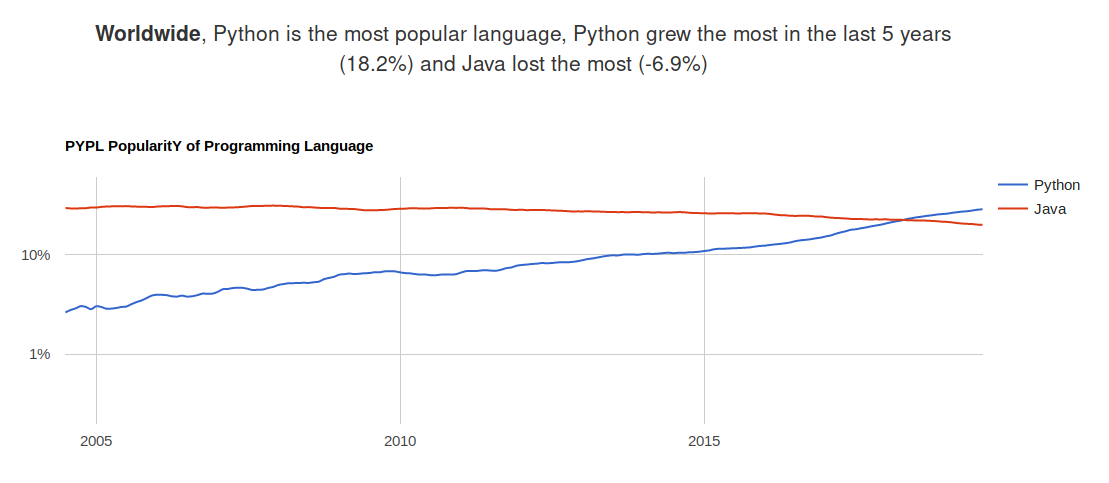 Worldwide, Python is the most popular language, Python grew the most in the last 5 years
(18.2%) and Java lost the most (-6.9%)
PYPL PopularitY of Programming Language
Python
Java
10%
1%
2005
2010
2015